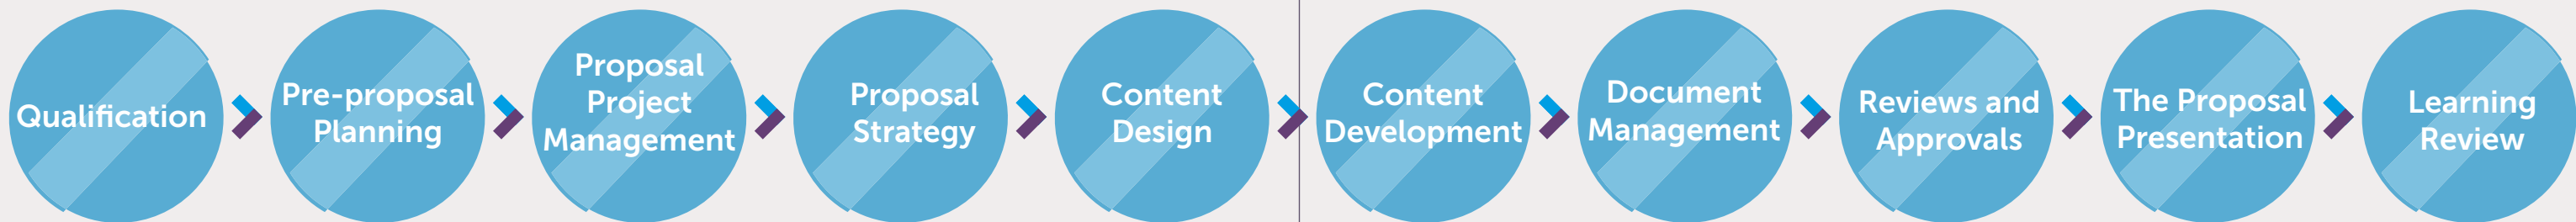 Qualification
Pre-proposal
Planning
Proposal
Project
Management
Proposal
Strategy
Content
Design
Content
Development
Document
Management
Reviews and
Approvals
The Proposal
Presentation
Learning
Review